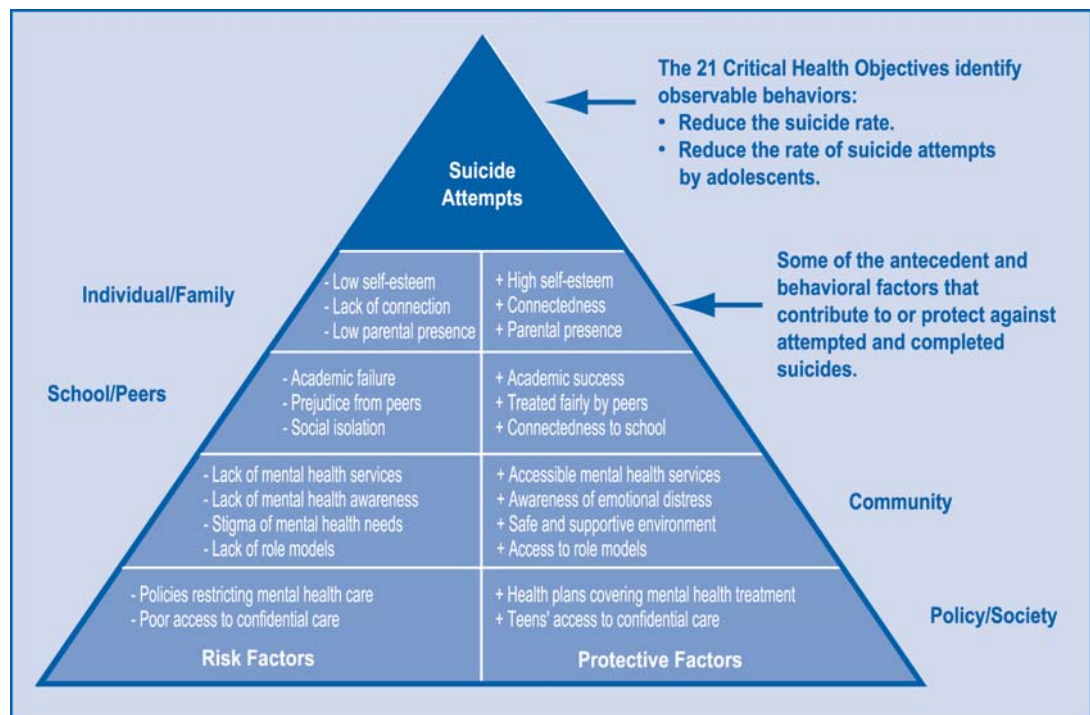 The 21 Critical Health Objectives identify
observable behaviors:
• Reduce the suicide rate.
• Reduce the rate of suicide attempts
by adolescents.
Suicide
Attempts
Some of the antecedent and
behavioral factors that
contribute to or protect against
attempted and completed
suicides.
Individual/Family
- Low self-esteem
- Lack of connection
- Low parental presence
+ High self-esteem
+ Connectedness
+ Parental presence
School/Peers
- Academic failure
- Prejudice from peers
- Social isolation
+ Academic success
+ Treated fairly by peers
+ Connectedness to school
- Lack of mental health services
- Lack of mental health awareness
- Stigma of mental health needs
- Lack of role models
+ Accessible mental health services
+ Awareness of emotional distress
+ Safe and supportive environment
+ Access to role models
Community
- Policies restricting mental health care
- Poor access to confidential care
+ Health plans covering mental health treatment
+ Teens' access to confidential care
Policy/Society
Risk Factors
Protective Factors